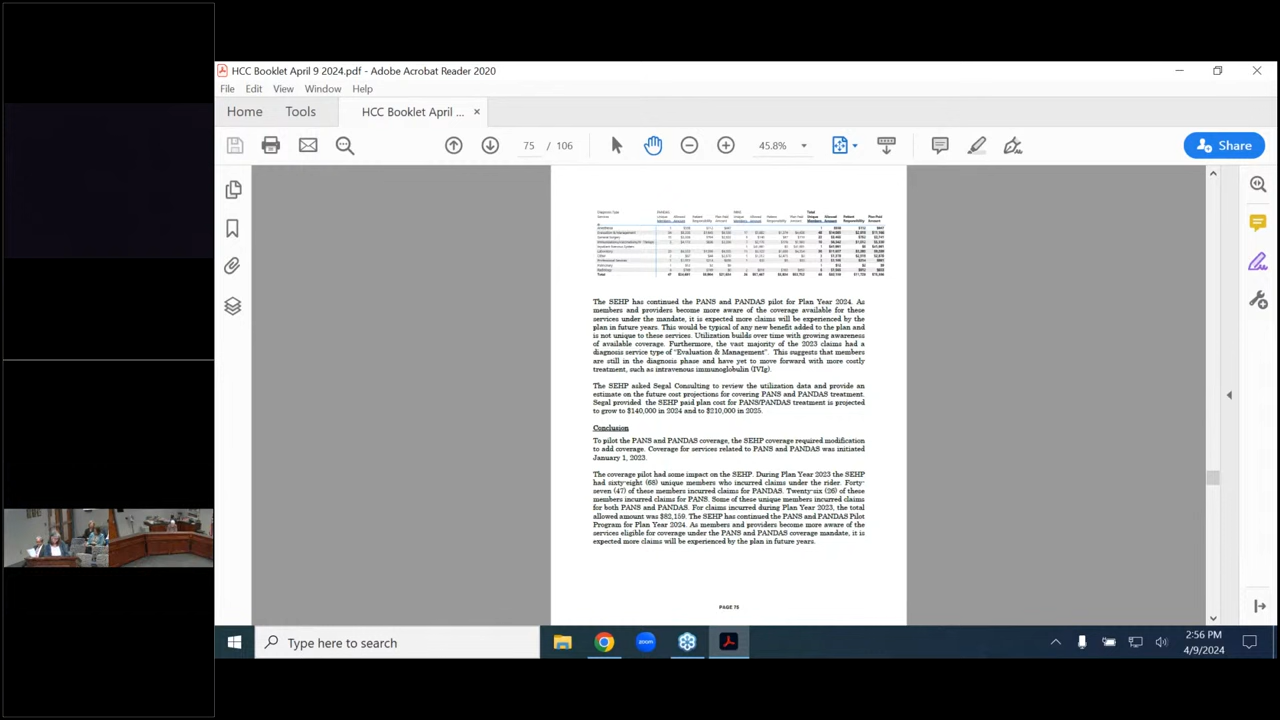 HCC Booklet April 9 2024.pdf - Adobe Acrobat Reader 2020
File Edit View Window Help
Home Tools HCC Booklet April ... ×
75 / 106 45.8% Share
Total
The SEHP has continued the PANS and PANDAS pilot for Plan Year 2024. As
members and providers become more aware of the coverage available for these
services under the mandate, it is expected more claims will be experienced by the
plan in future years. This would be typical of any new benefit added to the plan and
is not unique to these services. Utilization builds over time with growing awareness
of available coverage. Furthermore, the vast majority of the 2023 claims had a
diagnosis service type of "Evaluation & Management". This suggests that members
are still in the diagnosis phase and have yet to move forward with more costly
treatment, such as intravenous immunoglobulin (IVIg).
The SEHP asked Segal Consulting to review the utilization data and provide an
estimate on the future cost projections for covering PANS and PANDAS treatment.
Segal provided the SEHP paid plan cost for PANS/PANDAS treatment is projected
to grow to $140,000 in 2024 and to $210,000 in 2025.
Conclusion
To pilot the PANS and PANDAS coverage, the SEHP coverage required modification
to add coverage. Coverage for services related to PANS and PANDAS was initiated
January 1, 2023.
The coverage pilot had some impact on the SEHP. During Plan Year 2023 the SEHP
had sixty-eight (68) unique members who incurred claims under the rider. Forty-
seven (47) of these members incurred claims for PANDAS. Twenty-six (26) of these
members incurred claims for PANS. Some of these unique members incurred claims
for both PANS and PANDAS. For claims incurred during Plan Year 2023, the total
allowed amount was $82,159. The SEHP has continued the PANS and PANDAS Pilot
Program for Plan Year 2024. As members and providers become more aware of the
services eligible for coverage under the PANS and PANDAS coverage mandate, it is
expected more claims will be experienced by the plan in future years.
PAGE 75
Type here to search
zoom
2:56 PM
4/9/2024